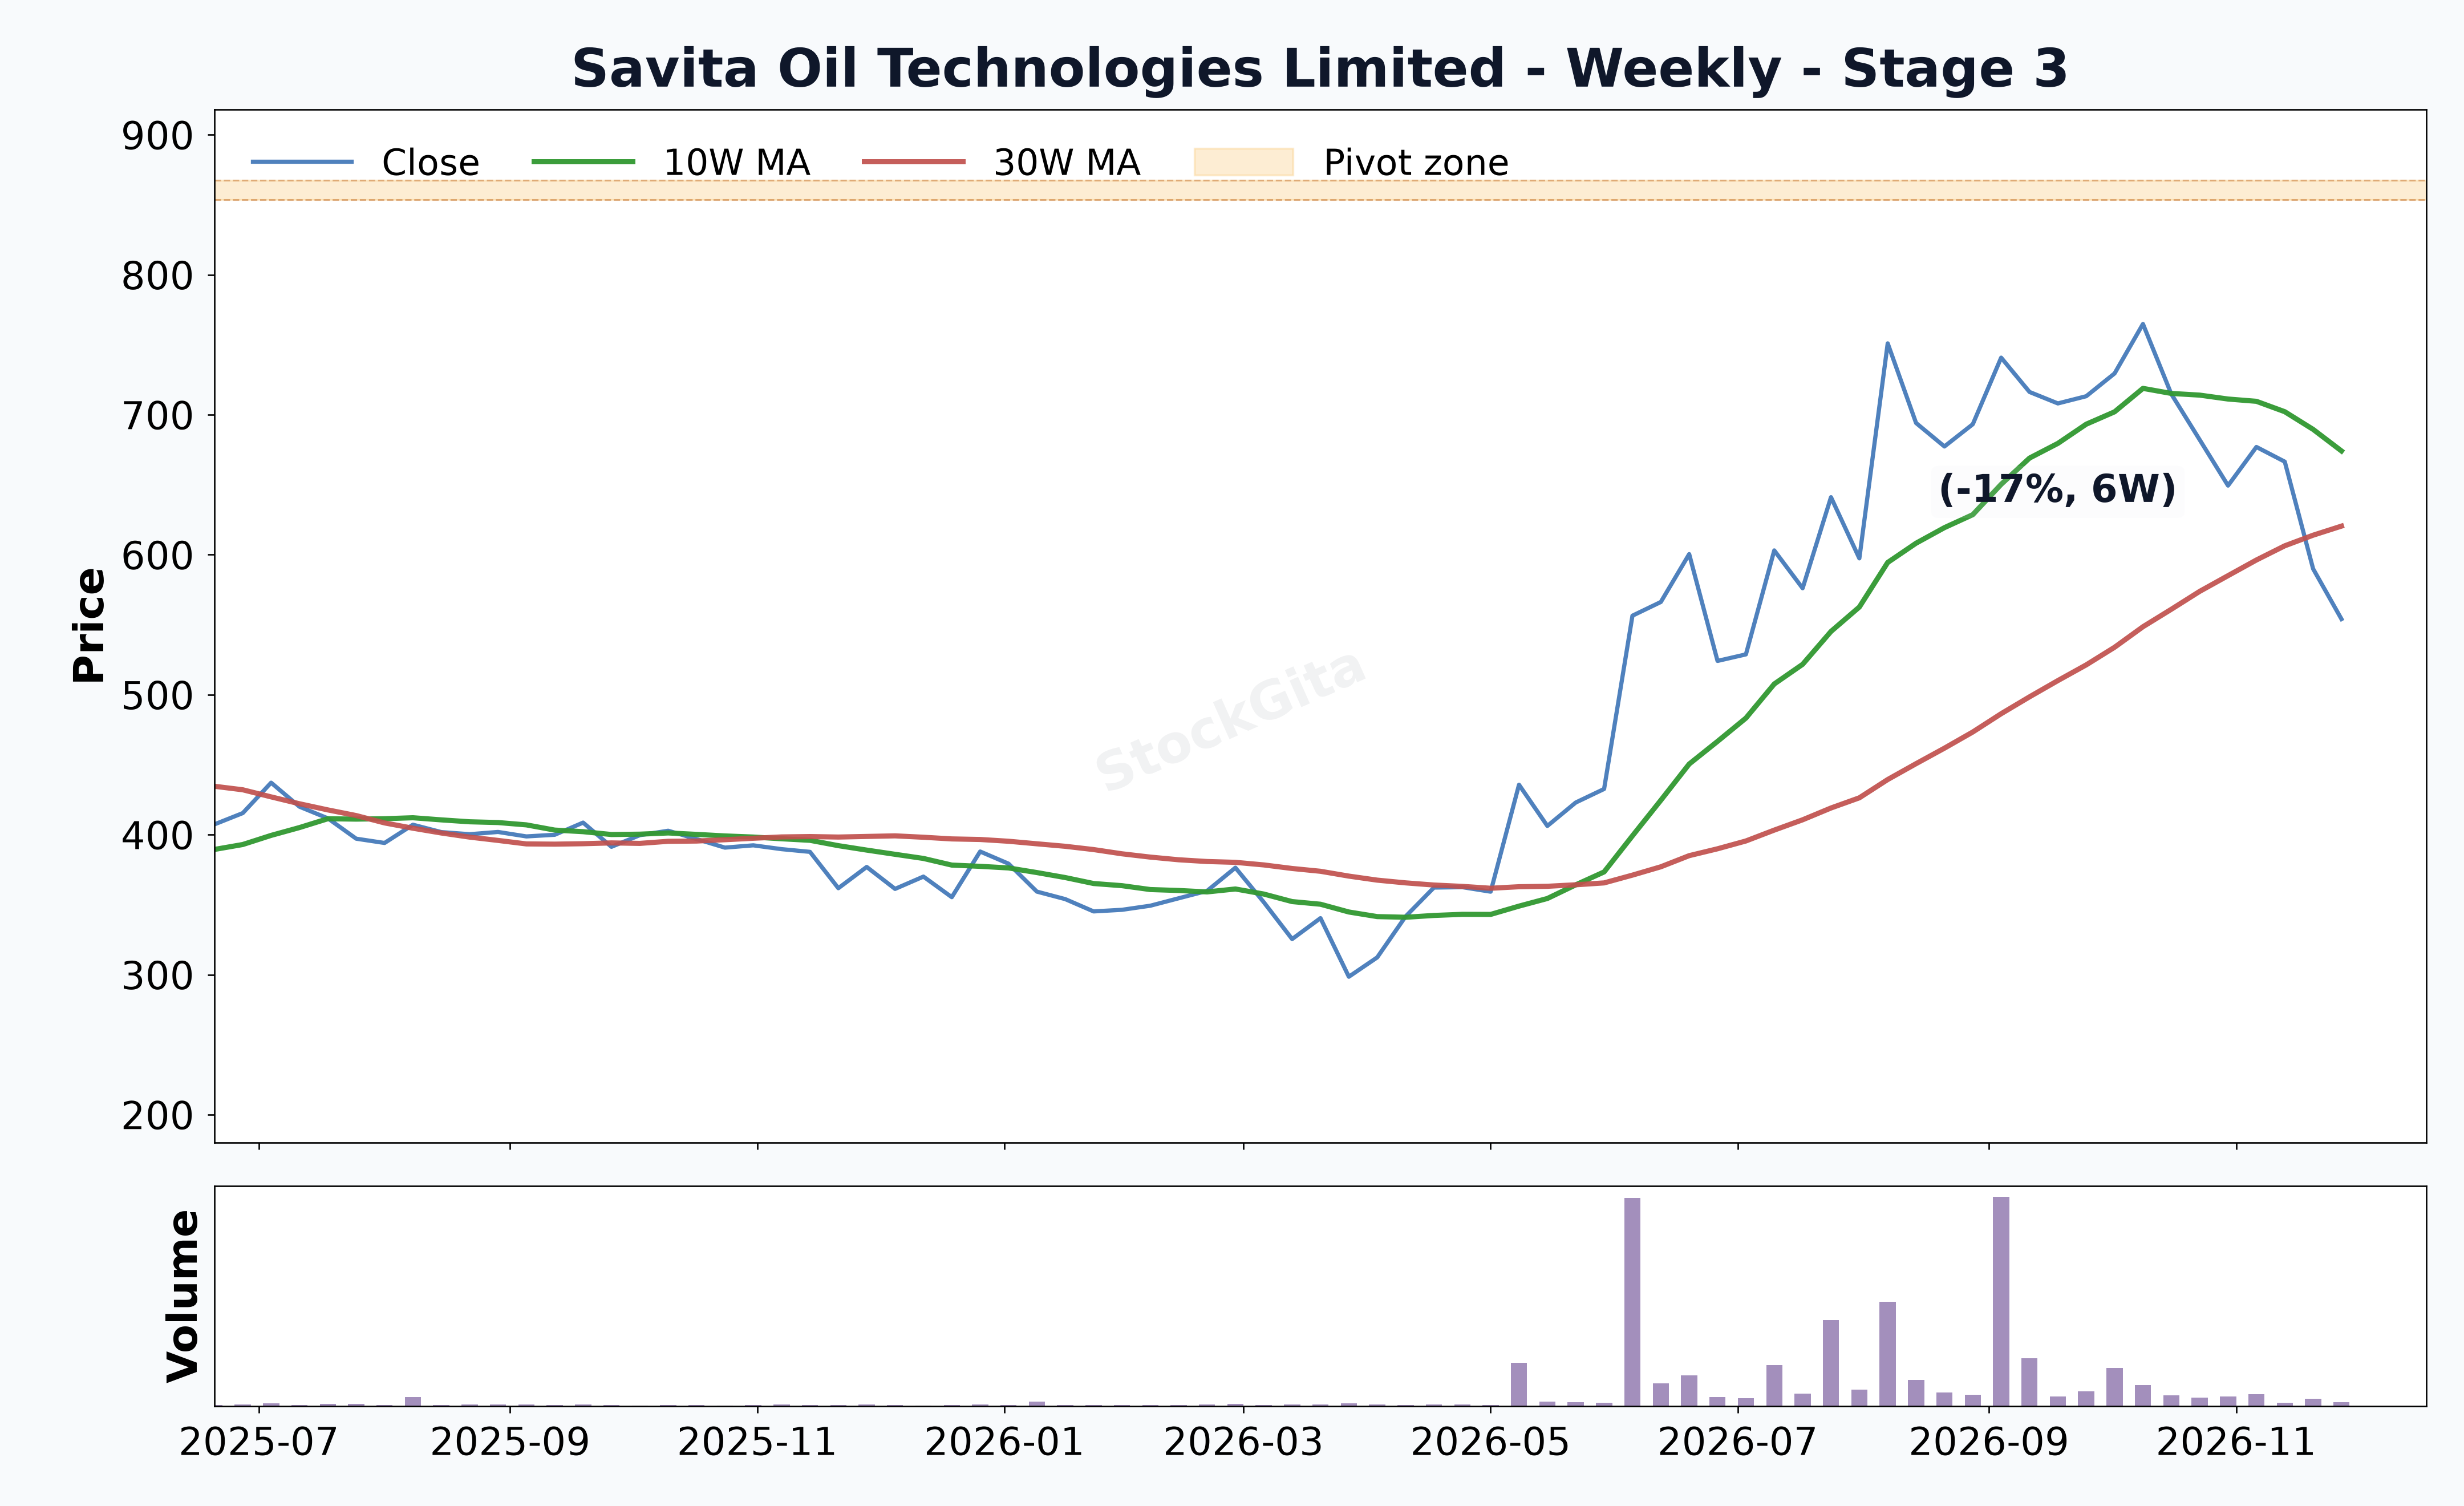 Savita Oil Technologies Limited - Weekly - Stage 3
Close 10W MA 30W MA Pivot zone
900
800
700
600
500
400
300
200
Price
(-17%, 6W)
StockGita
Volume
2025-07 2025-09 2025-11 2026-01 2026-03 2026-05 2026-07 2026-09 2026-11